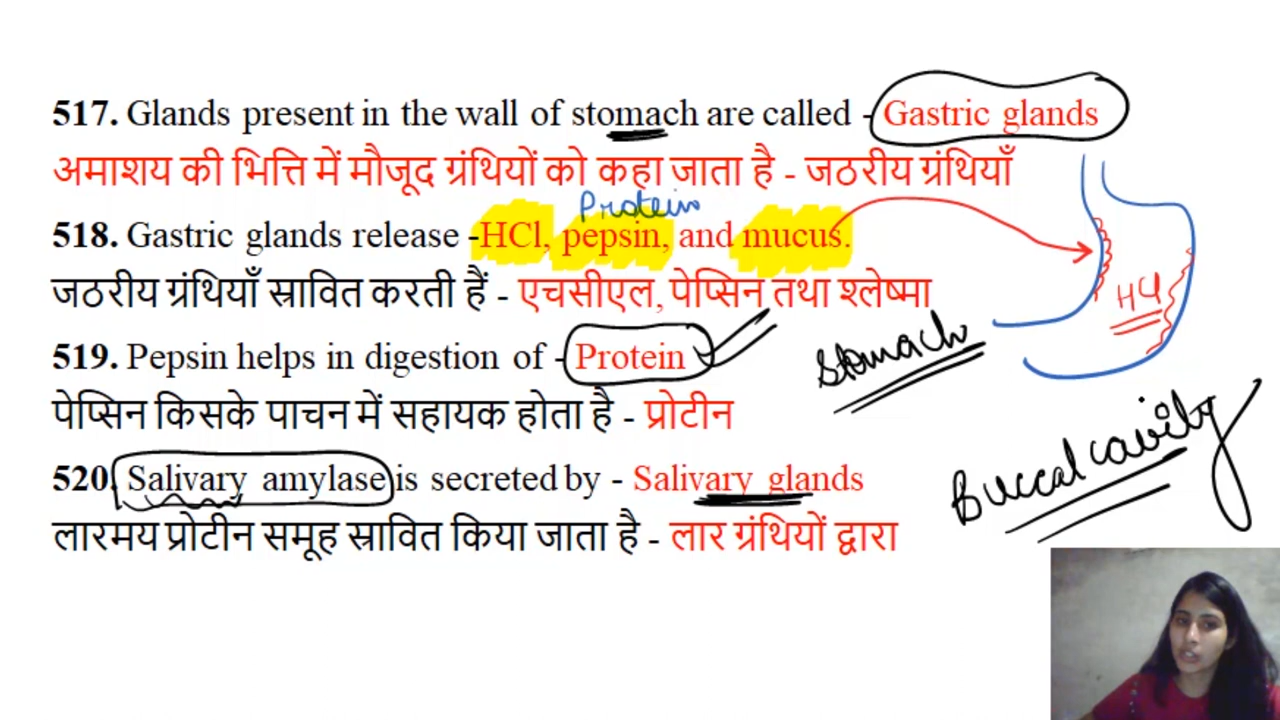 517. Glands present in the wall of stomach are called - Gastric glands
अमाशय की भित्ति में मौजूद ग्रंथियों को कहा जाता है - जठरीय ग्रंथियाँ
Proteins
518. Gastric glands release -HCl, pepsin, and mucus.
जठरीय ग्रंथियाँ स्रावित करती हैं - एचसीएल, पेप्सिन तथा श्लेष्मा
HCl
Stomach
519. Pepsin helps in digestion of - Protein
पेप्सिन किसके पाचन में सहायक होता है - प्रोटीन
Buccal cavity
520. Salivary amylase is secreted by - Salivary glands
लारमय प्रोटीन समूह स्रावित किया जाता है - लार ग्रंथियों द्वारा